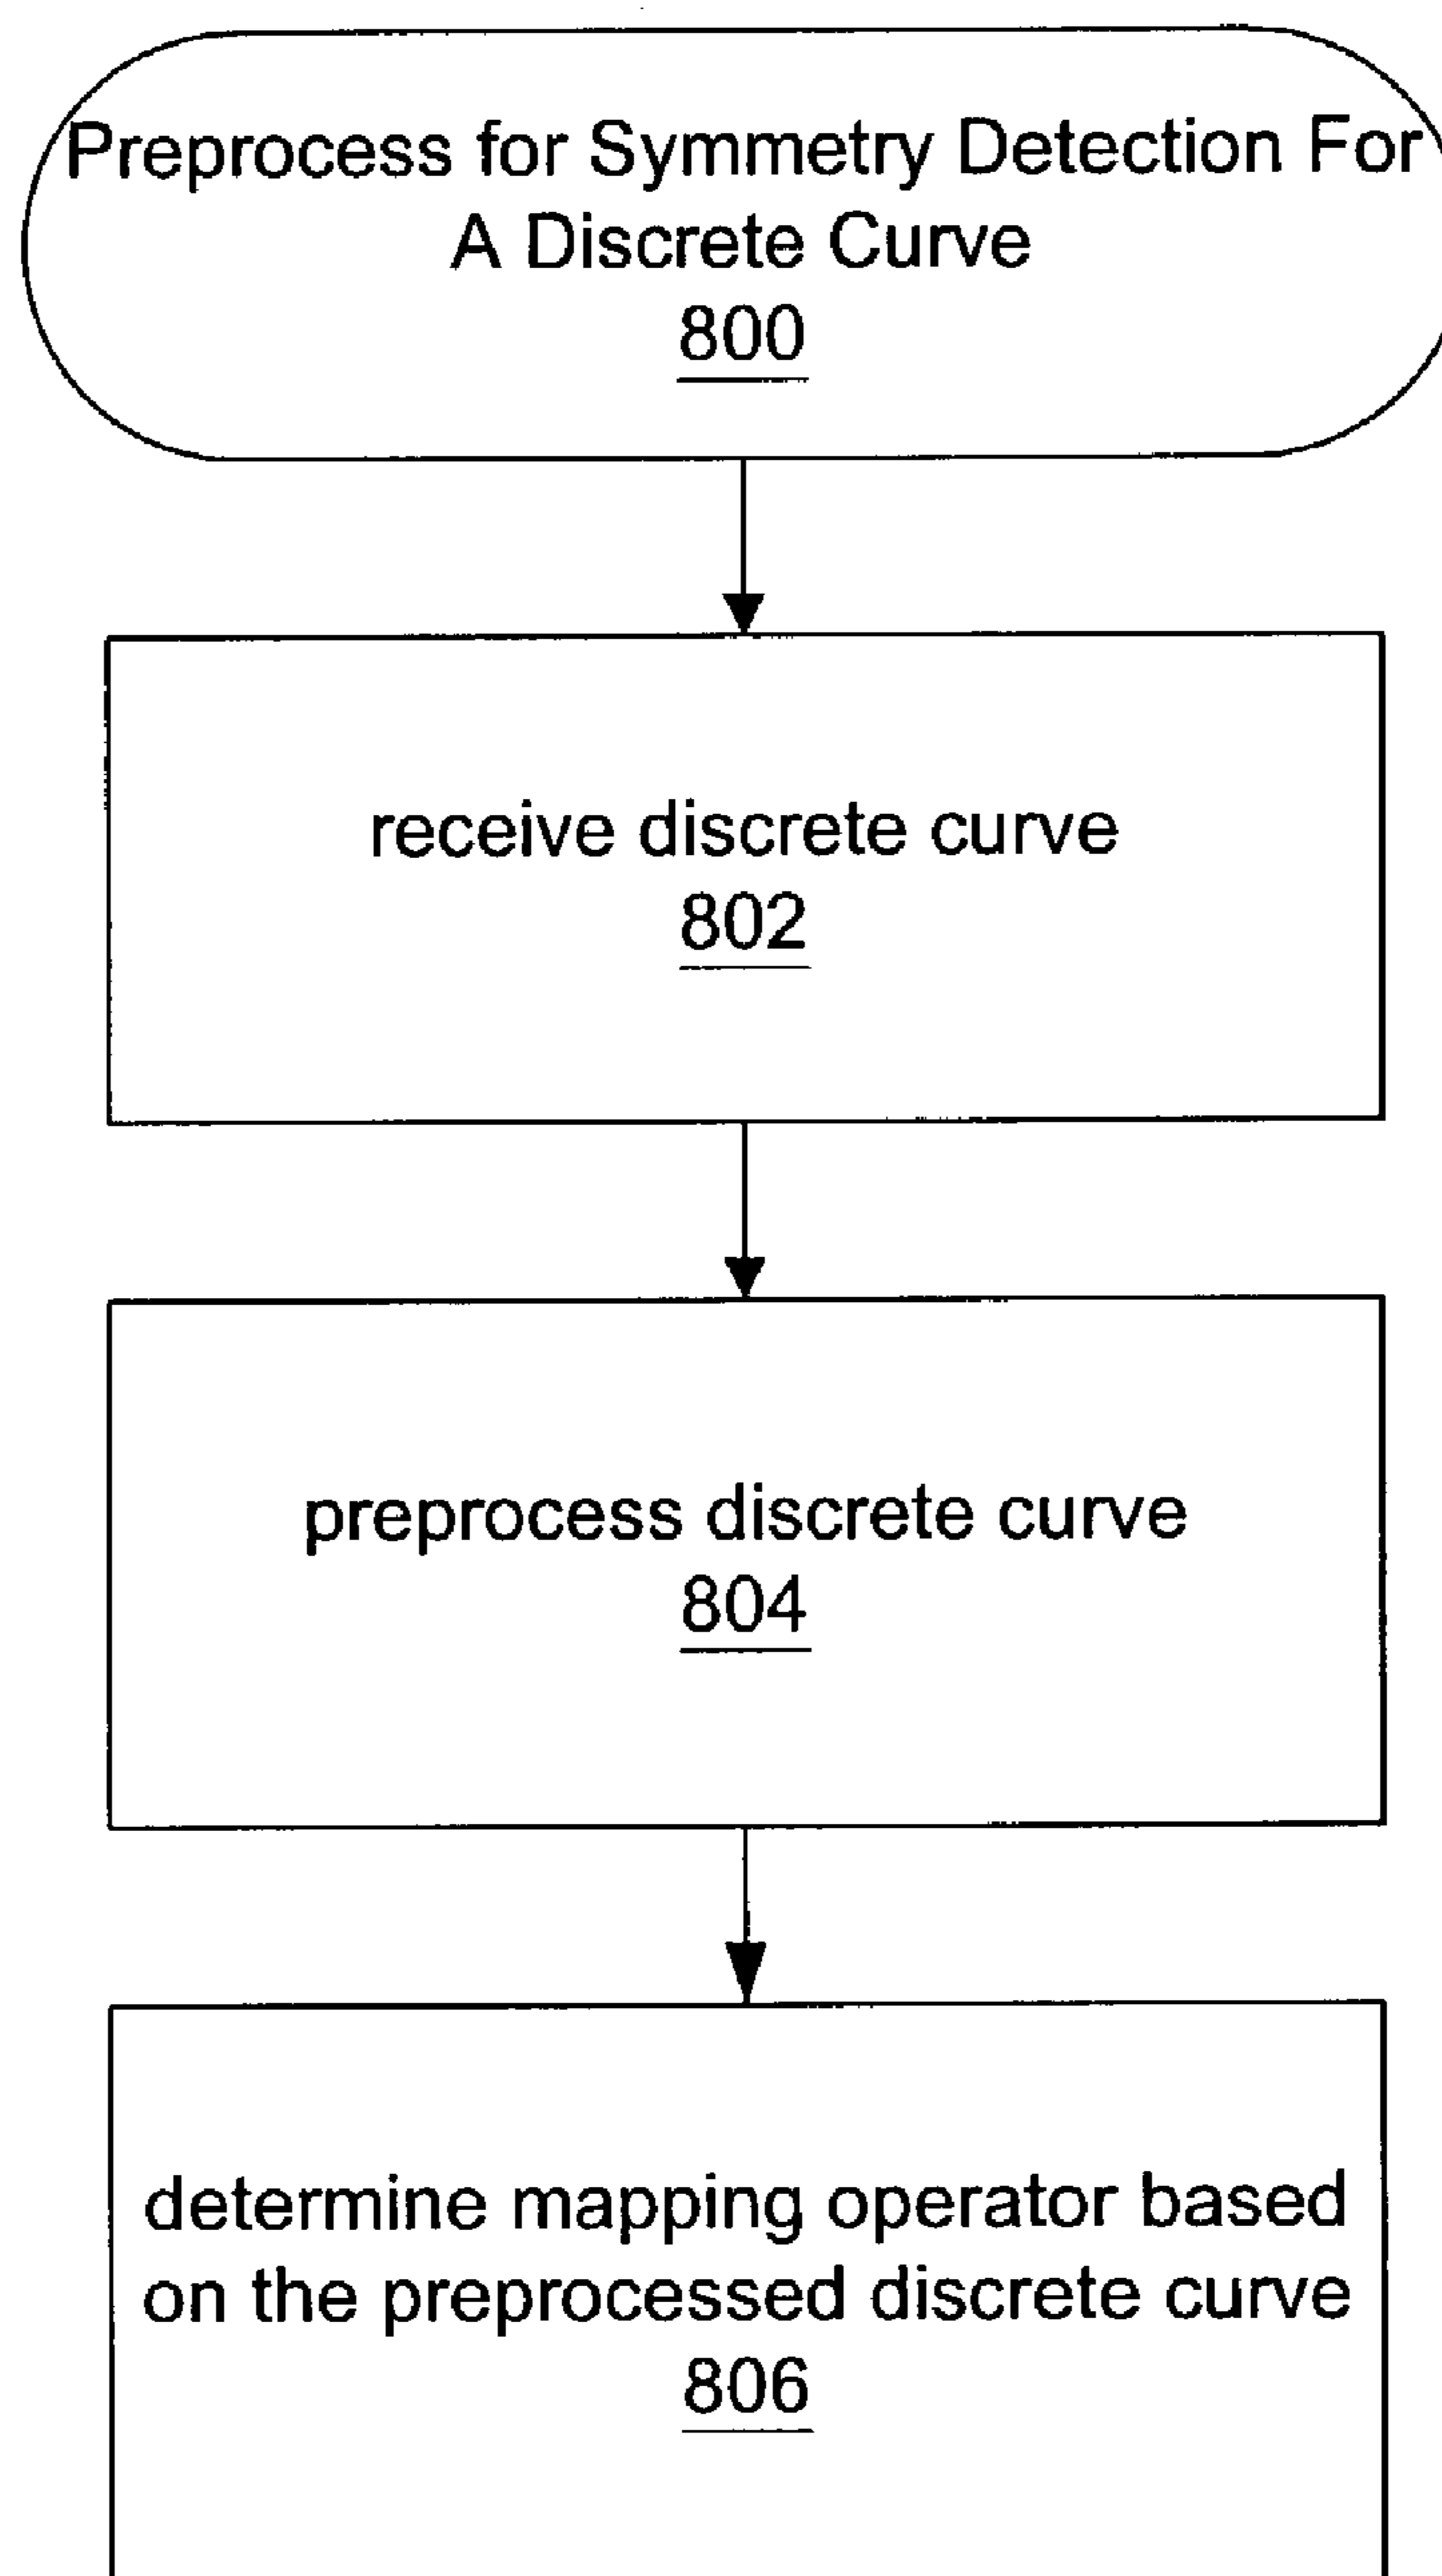 Preprocess for Symmetry Detection For
A Discrete Curve
800
receive discrete curve
802
preprocess discrete curve
804
determine mapping operator based
on the preprocessed discrete curve
806